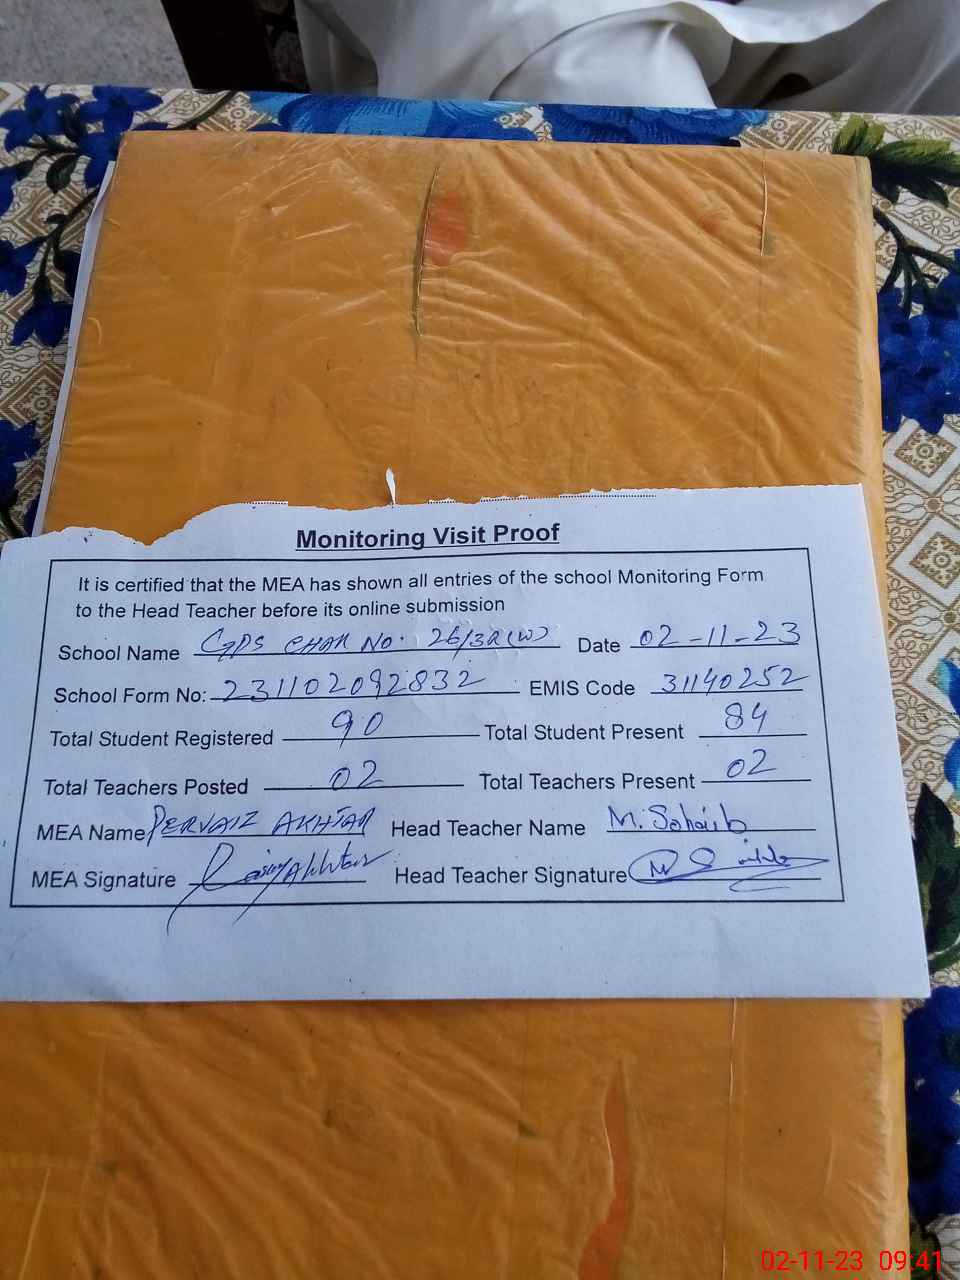 Monitoring Visit Proof
It is certified that the MEA has shown all entries of the school Monitoring Form
to the Head Teacher before its online submission
School Name GPS CHAK NO. 26/3R(W) Date 02-11-23
School Form No: 231102092832 EMIS Code 31140252
Total Student Registered 90 Total Student Present 84
Total Teachers Posted 02 Total Teachers Present 02
MEA Name PERVAIZ AKHTAR Head Teacher Name M. Sohaib
MEA Signature Head Teacher Signature
02-11-23 09:41